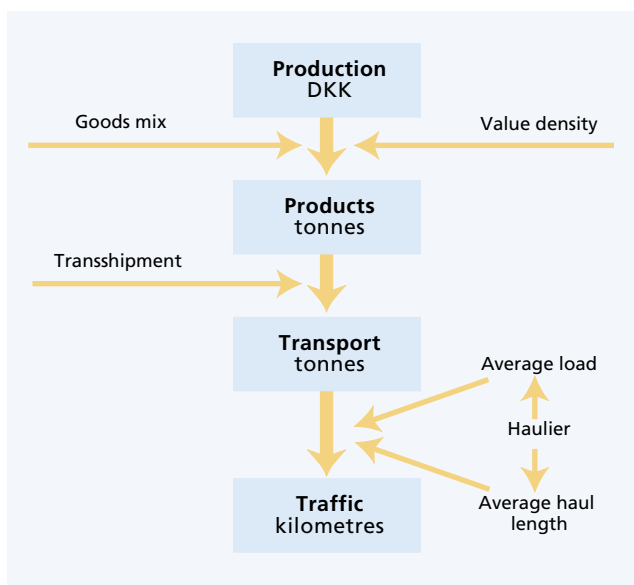 Production
DKK
Goods mix
Value density
Products
tonnes
Transshipment
Transport
tonnes
Average load
Haulier
Average haul
length
Traffic
kilometres